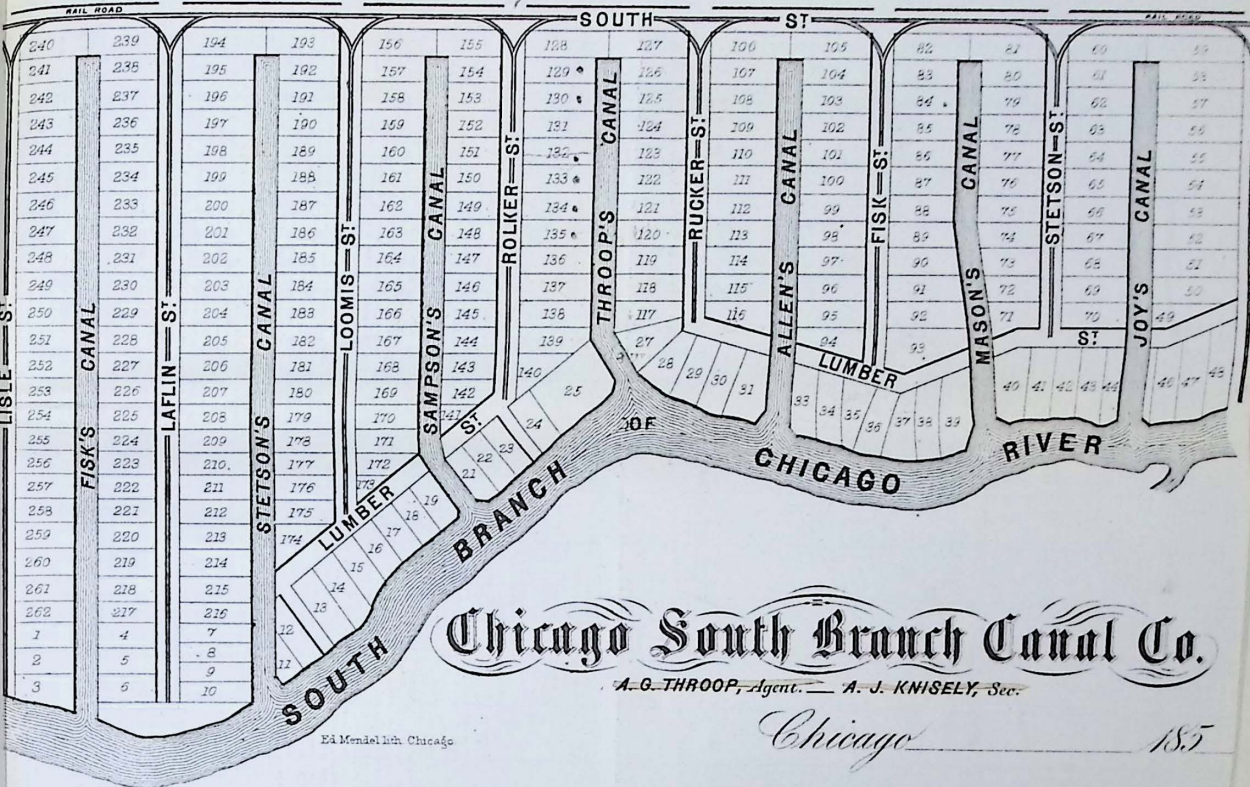 RAIL ROAD
RAIL ROAD
SOUTH ST
240 239 194 193 156 155 128 127 106 105 82 81 60 59
241 238 195 192 157 154 129 126 107 104 83 80 61 58
242 237 196 191 158 153 130 125 108 103 84 79 62 57
243 236 197 190 159 152 131 124 109 102 85 78 63 56
244 235 198 189 160 151 132 123 110 101 86 77 64 55
245 234 199 188 161 150 133 122 111 100 87 76 65 54
246 233 200 187 162 149 134 121 112 99 88 75 66 53
247 232 201 186 163 148 135 120 113 98 89 74 67 52
248 231 202 185 164 147 136 119 114 97 90 73 68 51
249 230 203 184 165 146 137 118 115 96 91 72 69 50
250 229 204 183 166 145 138 117 116 95 92 71 70 49
251 228 205 182 167 144 139 27 94 93
252 227 206 181 168 143 140
253 226 207 180 169 142
254 225 208 179 170 141
255 224 209 178 171
256 223 210 177 172
257 222 211 176 173
258 221 212 175
259 220 213 174
260 219 214
261 218 215
262 217 216
1 4 7
2 5 8
9
3 6 10
LISLE ST
FISK'S CANAL
LAFLIN ST
STETSON'S CANAL
LOOMIS ST
SAMPSON'S CANAL
ROLKER ST
THROOP'S CANAL
RUCKER ST
ALLEN'S CANAL
FISK ST
MASON'S CANAL
STETSON ST
JOY'S CANAL
LUMBER ST
LUMBER ST
11 12 13 14 15 16 17 18 19
21 22 23 24 25
28 29 30 31
33 34 35 36 37 38 39
40 41 42 43 44
46 47 48
SOUTH BRANCH OF CHICAGO RIVER
Chicago South Branch Canal Co.
A. G. THROOP, Agent. — A. J. KNISELY, Sec.
Ed Mendel lith Chicago
Chicago 185